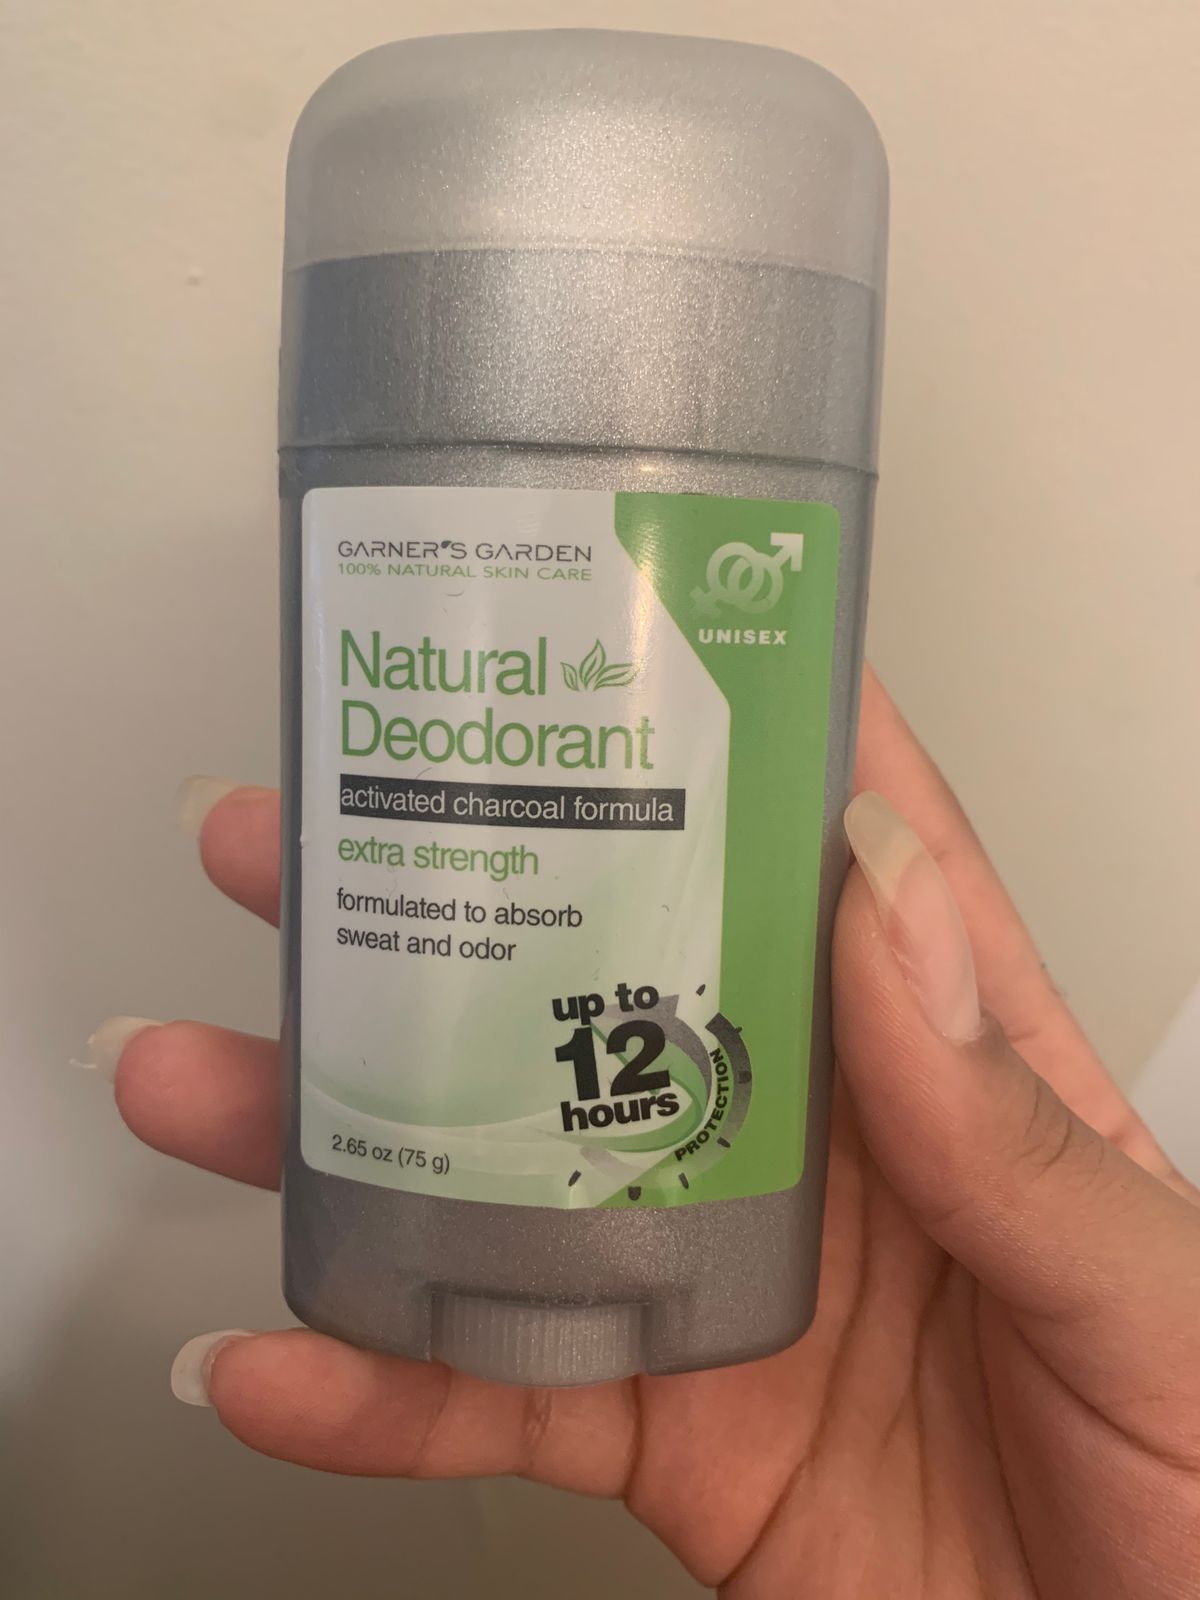 GARNER'S GARDEN
100% NATURAL SKIN CARE
UNISEX
Natural
Deodorant
activated charcoal formula
extra strength
formulated to absorb
sweat and odor
up to
12
hours
PROTECTION
2.65 oz (75 g)